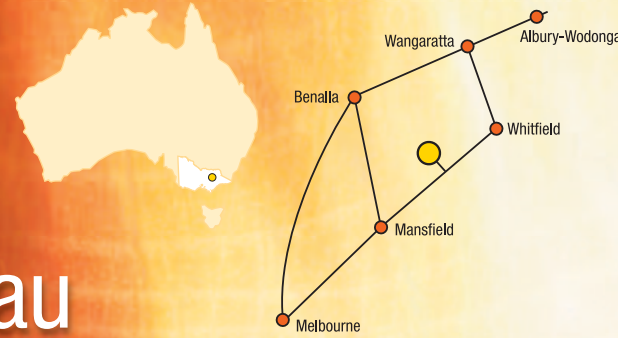 Albury-Wodonga
Wangaratta
Benalla
Whitfield
Mansfield
au
Melbourne